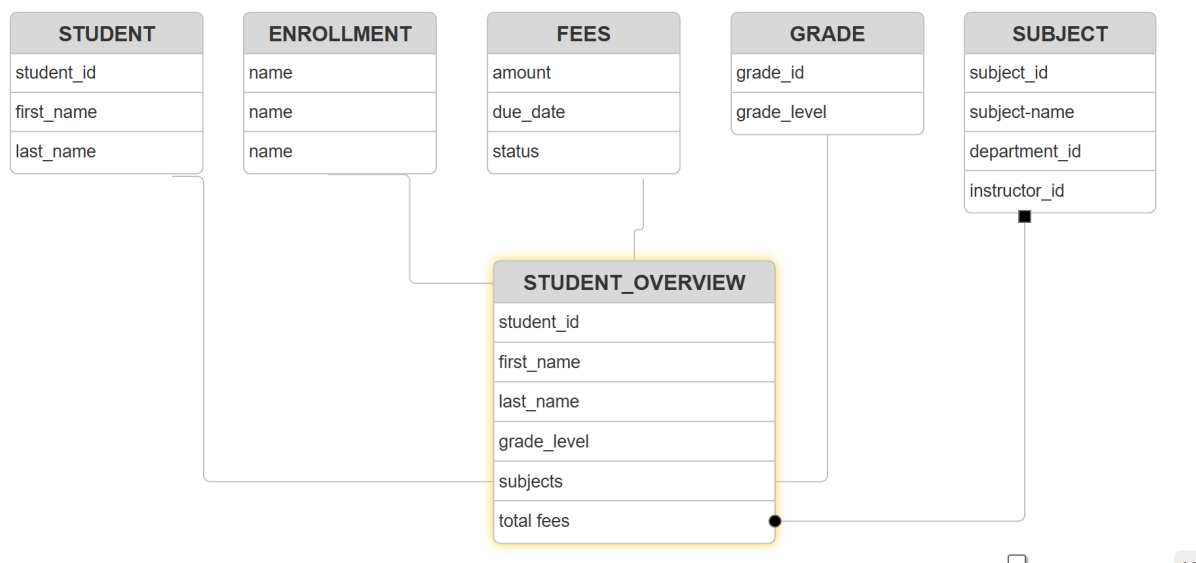 STUDENT
student_id
first_name
last_name
ENROLLMENT
name
name
name
FEES
amount
due_date
status
GRADE
grade_id
grade_level
SUBJECT
subject_id
subject-name
department_id
instructor_id
STUDENT_OVERVIEW
student_id
first_name
last_name
grade_level
subjects
total fees